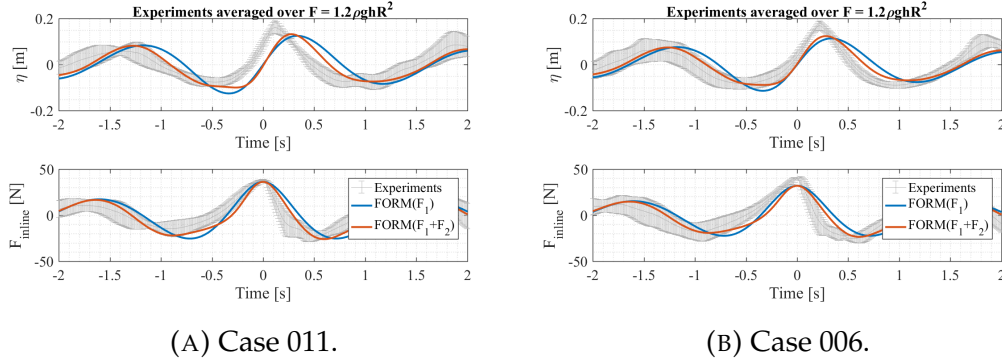 Experiments averaged over F = 1.2ρghR²
0.2
0
-0.2
η [m]
-2 -1.5 -1 -0.5 0 0.5 1 1.5 2
Time [s]
50
0
-50
F_inline [N]
Experiments
FORM(F₁)
FORM(F₁+F₂)
-2 -1.5 -1 -0.5 0 0.5 1 1.5 2
Time [s]
(A) Case 011.
Experiments averaged over F = 1.2ρghR²
0.2
0
-0.2
η [m]
-2 -1.5 -1 -0.5 0 0.5 1 1.5 2
Time [s]
50
0
-50
F_inline [N]
Experiments
FORM(F₁)
FORM(F₁+F₂)
-2 -1.5 -1 -0.5 0 0.5 1 1.5 2
Time [s]
(B) Case 006.